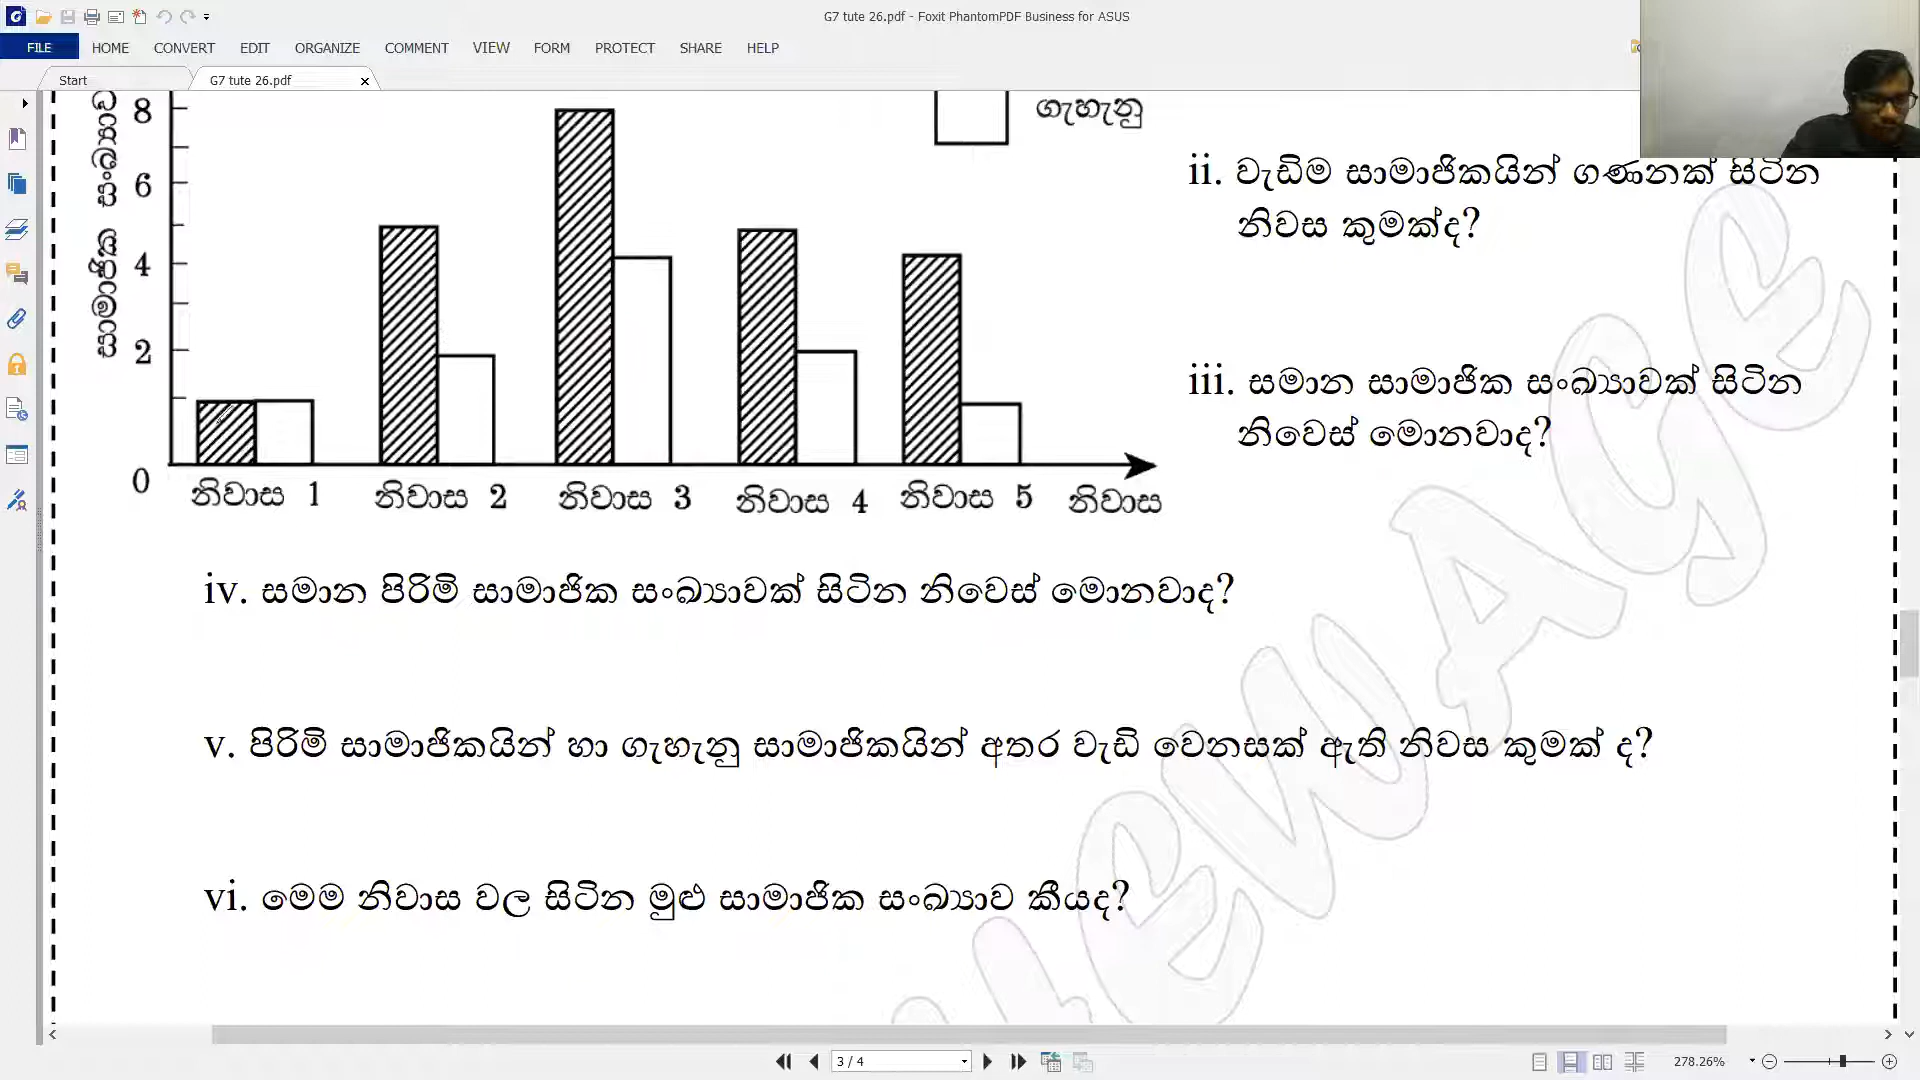 G7 tute 26.pdf - Foxit PhantomPDF Business for ASUS
FILE HOME CONVERT EDIT ORGANIZE COMMENT VIEW FORM PROTECT SHARE HELP
Start G7 tute 26.pdf
8
6
4
2
0
සාමාජික සංඛ්‍යාව
ගැහැනු
නිවාස 1 නිවාස 2 නිවාස 3 නිවාස 4 නිවාස 5 නිවාස
ii. වැඩිම සාමාජිකයින් ගණනක් සිටින
නිවස කුමක්ද?
iii. සමාන සාමාජික සංඛ්‍යාවක් සිටින
නිවෙස් මොනවාද?
iv. සමාන පිරිමි සාමාජික සංඛ්‍යාවක් සිටින නිවෙස් මොනවාද?
v. පිරිමි සාමාජිකයින් හා ගැහැනු සාමාජිකයින් අතර වැඩි වෙනසක් ඇති නිවස කුමක් ද?
vi. මෙම නිවාස වල සිටින මුළු සාමාජික සංඛ්‍යාව කීයද?
New Age
3 / 4
278.26%